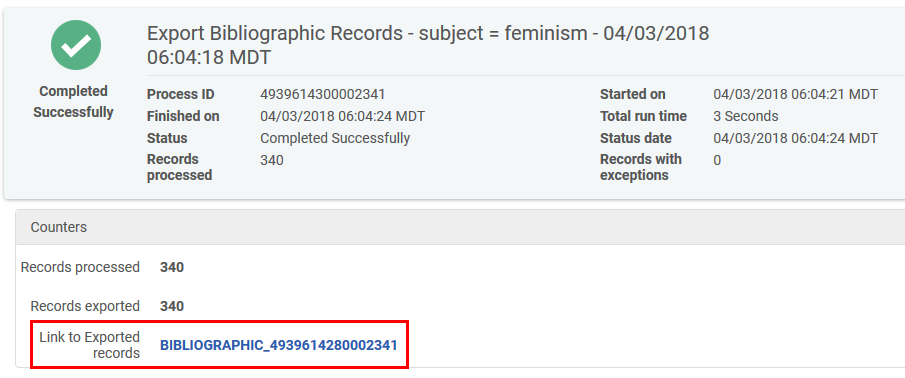 Export Bibliographic Records - subject = feminism - 04/03/2018
06:04:18 MDT
Completed
Successfully
Process ID 4939614300002341 Started on 04/03/2018 06:04:21 MDT
Finished on 04/03/2018 06:04:24 MDT Total run time 3 Seconds
Status Completed Successfully Status date 04/03/2018 06:04:24 MDT
Records processed 340 Records with exceptions 0
Counters
Records processed 340
Records exported 340
Link to Exported
records BIBLIOGRAPHIC_4939614280002341